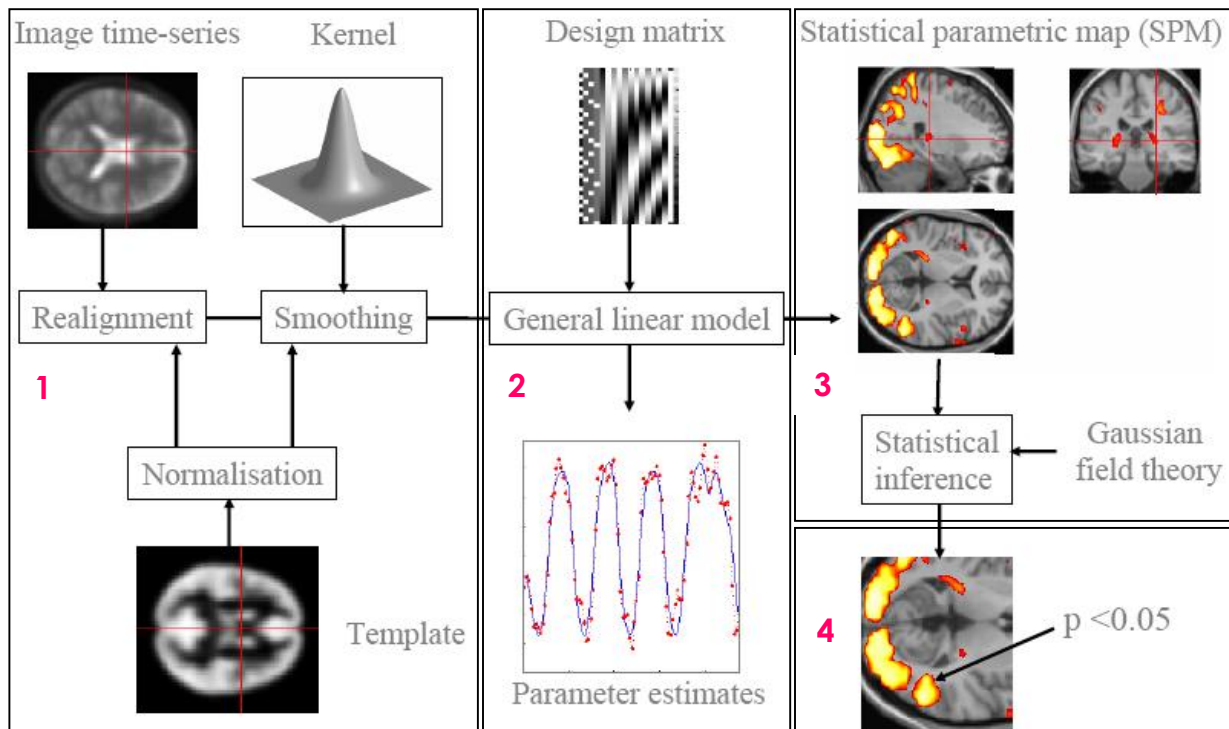 Image time-series
Kernel
Realignment
Smoothing
1
Normalisation
Template
Design matrix
General linear model
2
Parameter estimates
Statistical parametric map (SPM)
3
Statistical
inference
Gaussian
field theory
4
p <0.05